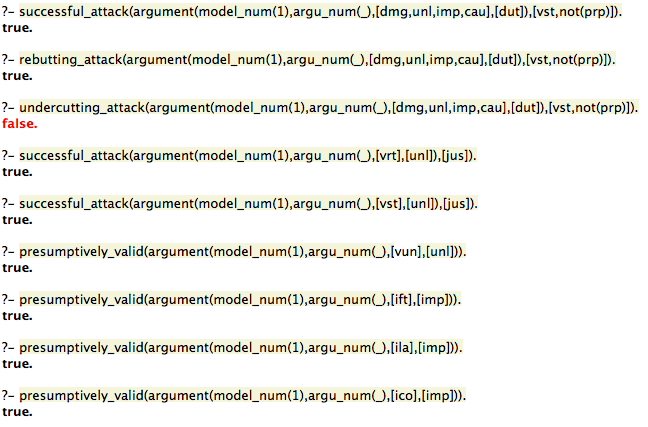 ?- successful_attack(argument(model_num(1),argu_num(_),[dmg,unl,imp,cau],[dut]),[vst,not(prp)]).
true.
?- rebutting_attack(argument(model_num(1),argu_num(_),[dmg,unl,imp,cau],[dut]),[vst,not(prp)]).
true.
?- undercutting_attack(argument(model_num(1),argu_num(_),[dmg,unl,imp,cau],[dut]),[vst,not(prp)]).
false.
?- successful_attack(argument(model_num(1),argu_num(_),[vrt],[unl]),[jus]).
true.
?- successful_attack(argument(model_num(1),argu_num(_),[vst],[unl]),[jus]).
true.
?- presumptively_valid(argument(model_num(1),argu_num(_),[vun],[unl])).
true.
?- presumptively_valid(argument(model_num(1),argu_num(_),[ift],[imp])).
true.
?- presumptively_valid(argument(model_num(1),argu_num(_),[ila],[imp])).
true.
?- presumptively_valid(argument(model_num(1),argu_num(_),[ico],[imp])).
true.